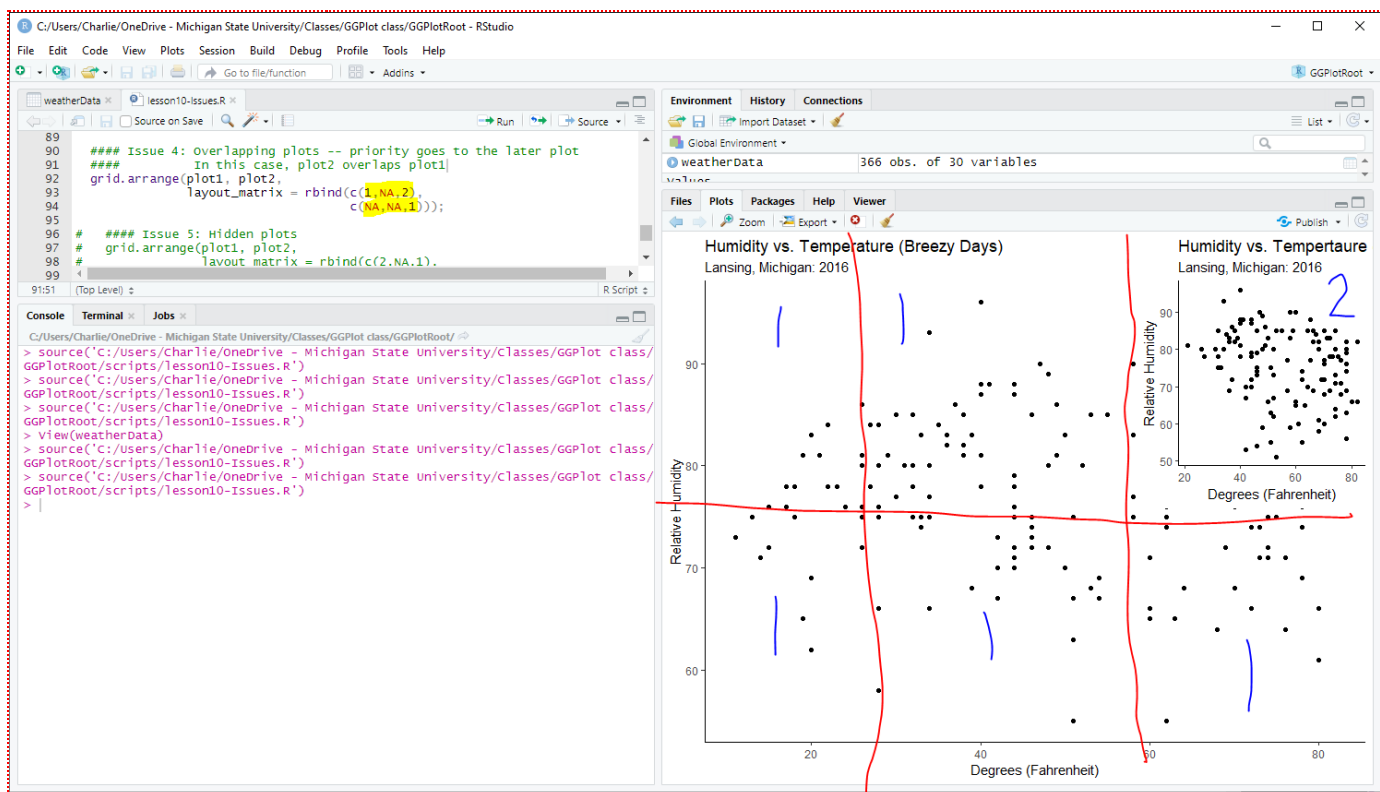 C:/Users/Charlie/OneDrive - Michigan State University/Classes/GGPlot class/GGPlotRoot - RStudio
File Edit Code View Plots Session Build Debug Profile Tools Help
Go to file/function Addins GGPlotRoot
weatherData lesson10-Issues.R
Source on Save Run Source
89
90 #### Issue 4: Overlapping plots -- priority goes to the later plot
91 #### In this case, plot2 overlaps plot1
92 grid.arrange(plot1, plot2,
93 layout_matrix = rbind(c(1,NA,2),
94 c(NA,NA,1)));
95
96 # #### Issue 5: Hidden plots
97 # grid.arrange(plot1, plot2,
98 # layout matrix = rbind(c(2,NA,1),
99
91:51 (Top Level) R Script
Console Terminal Jobs
C:/Users/Charlie/OneDrive - Michigan State University/Classes/GGPlot class/GGPlotRoot/
> source('C:/Users/Charlie/OneDrive - Michigan State University/Classes/GGPlot class/
GGPlotRoot/scripts/lesson10-Issues.R')
> source('C:/Users/Charlie/OneDrive - Michigan State University/Classes/GGPlot class/
GGPlotRoot/scripts/lesson10-Issues.R')
> source('C:/Users/Charlie/OneDrive - Michigan State University/Classes/GGPlot class/
GGPlotRoot/scripts/lesson10-Issues.R')
> View(weatherData)
> source('C:/Users/Charlie/OneDrive - Michigan State University/Classes/GGPlot class/
GGPlotRoot/scripts/lesson10-Issues.R')
> source('C:/Users/Charlie/OneDrive - Michigan State University/Classes/GGPlot class/
GGPlotRoot/scripts/lesson10-Issues.R')
>
Environment History Connections
Import Dataset List
Global Environment
weatherData 366 obs. of 30 variables
values
Files Plots Packages Help Viewer
Zoom Export Publish
Humidity vs. Temperature (Breezy Days)
Lansing, Michigan: 2016
Relative Humidity
90
80
70
60
20 40 60 80
Degrees (Fahrenheit)
Humidity vs. Tempertaure
Lansing, Michigan: 2016
Relative Humidity
90
80
70
60
50
20 40 60 80
Degrees (Fahrenheit)
1 1 2
1 1 1